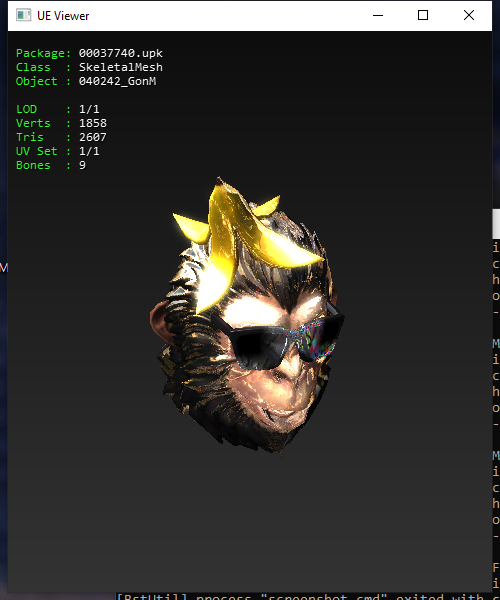 UE Viewer
Package: 00037740.upk
Class : SkeletalMesh
Object : 040242_GonM
LOD : 1/1
Verts : 1858
Tris : 2607
UV Set : 1/1
Bones : 9
M
i
c
h
o
-
M
i
c
h
o
-
M
i
c
h
o
-
F
i
[BstUtil] process "screenshot.cmd" exited with c